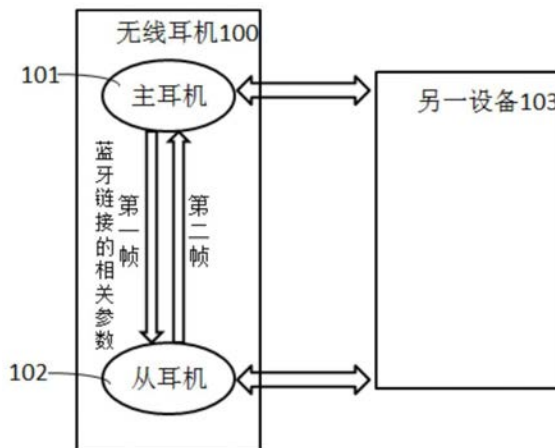 无线耳机100
101
主耳机
另一设备103
蓝牙链接的相关参数
第一帧
第二帧
102
从耳机